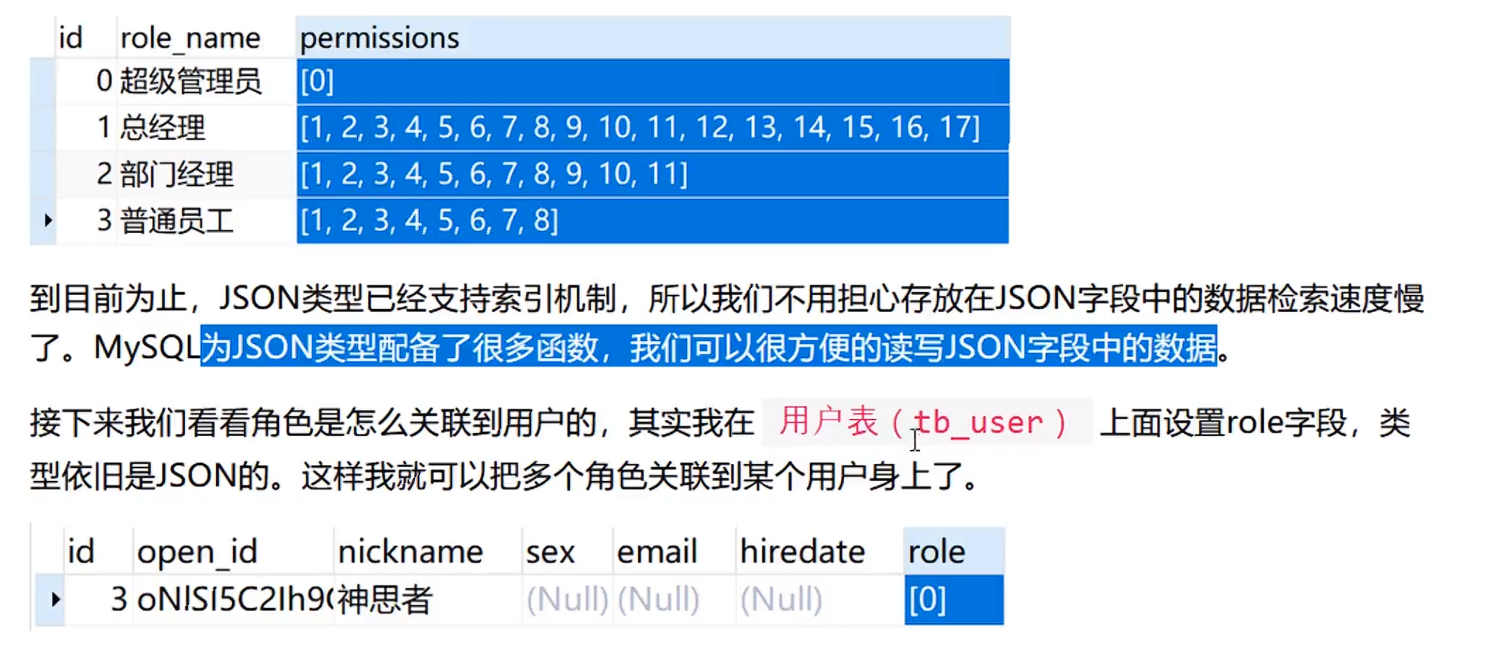 id role_name permissions
0 超级管理员 [0]
1 总经理 [1, 2, 3, 4, 5, 6, 7, 8, 9, 10, 11, 12, 13, 14, 15, 16, 17]
2 部门经理 [1, 2, 3, 4, 5, 6, 7, 8, 9, 10, 11]
3 普通员工 [1, 2, 3, 4, 5, 6, 7, 8]
到目前为止，JSON类型已经支持索引机制，所以我们不用担心存放在JSON字段中的数据检索速度慢
了。MySQL为JSON类型配备了很多函数，我们可以很方便的读写JSON字段中的数据。
接下来我们看看角色是怎么关联到用户的，其实我在 用户表（tb_user） 上面设置role字段，类
型依旧是JSON的。这样我就可以把多个角色关联到某个用户身上了。
id open_id nickname sex email hiredate role
3 神思者 (Null) (Null) (Null) [0]